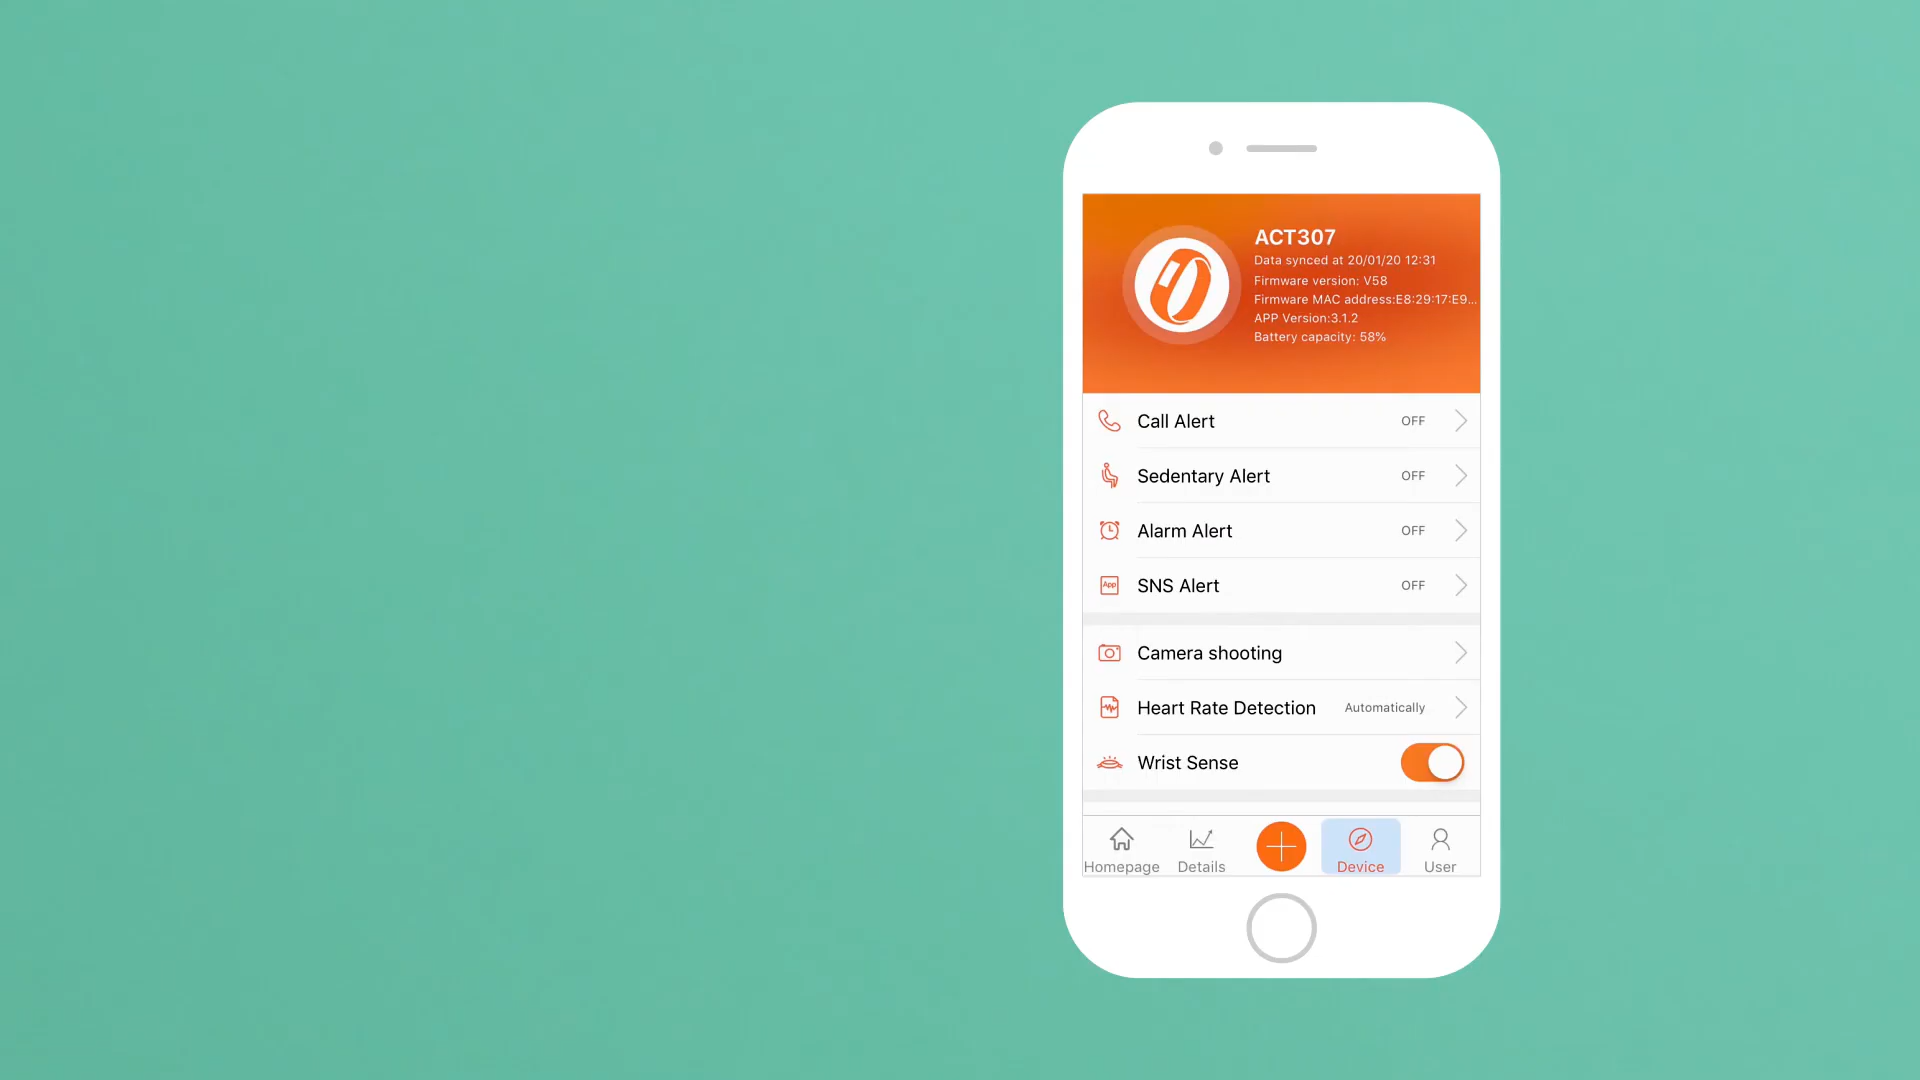 ACT307
Data synced at 20/01/20 12:31
Firmware version: V58
Firmware MAC address:E8:29:17:E9...
APP Version:3.1.2
Battery capacity: 58%
Call Alert OFF
Sedentary Alert OFF
Alarm Alert OFF
App
SNS Alert OFF
Camera shooting
Heart Rate Detection Automatically
Wrist Sense
Homepage Details Device User